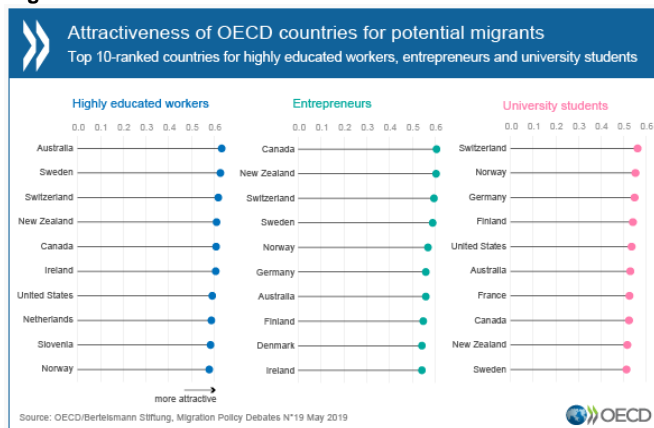 Attractiveness of OECD countries for potential migrants
Top 10-ranked countries for highly educated workers, entrepreneurs and university students
Highly educated workers
0.0 0.1 0.2 0.3 0.4 0.5 0.6
Australia
Sweden
Switzerland
New Zealand
Canada
Ireland
United States
Netherlands
Slovenia
Norway
more attractive
Entrepreneurs
0.0 0.1 0.2 0.3 0.4 0.5 0.6
Canada
New Zealand
Switzerland
Sweden
Norway
Germany
Australia
Finland
Denmark
Ireland
University students
0.0 0.1 0.2 0.3 0.4 0.5 0.6
Switzerland
Norway
Germany
Finland
United States
Australia
France
Canada
New Zealand
Sweden
Source: OECD/Bertelsmann Stiftung, Migration Policy Debates N°19 May 2019
OECD